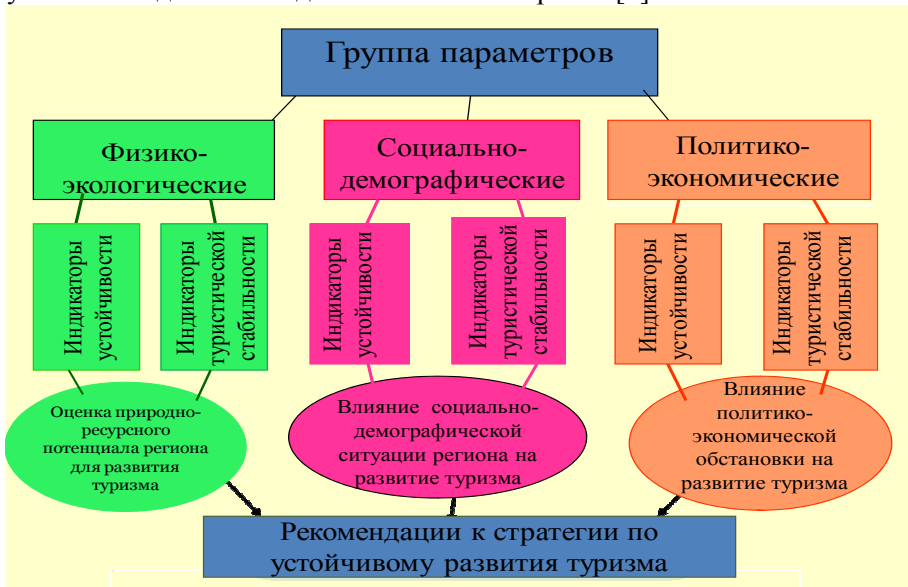 Группа параметров
Физико-
экологические
Социально-
демографические
Политико-
экономические
Индикаторы
устойчивости
Индикаторы
туристической
стабильности
Индикаторы
устойчивости
Индикаторы
туристической
стабильности
Индикаторы
устойчивости
Индикаторы
туристической
стабильности
Оценка природно-
ресурсного
потенциала региона
для развития
туризма
Влияние социально-
демографической
ситуации региона на
развитие туризма
Влияние
политико-
экономической
обстановки на
развитие туризма
Рекомендации к стратегии по
устойчивому развития туризма